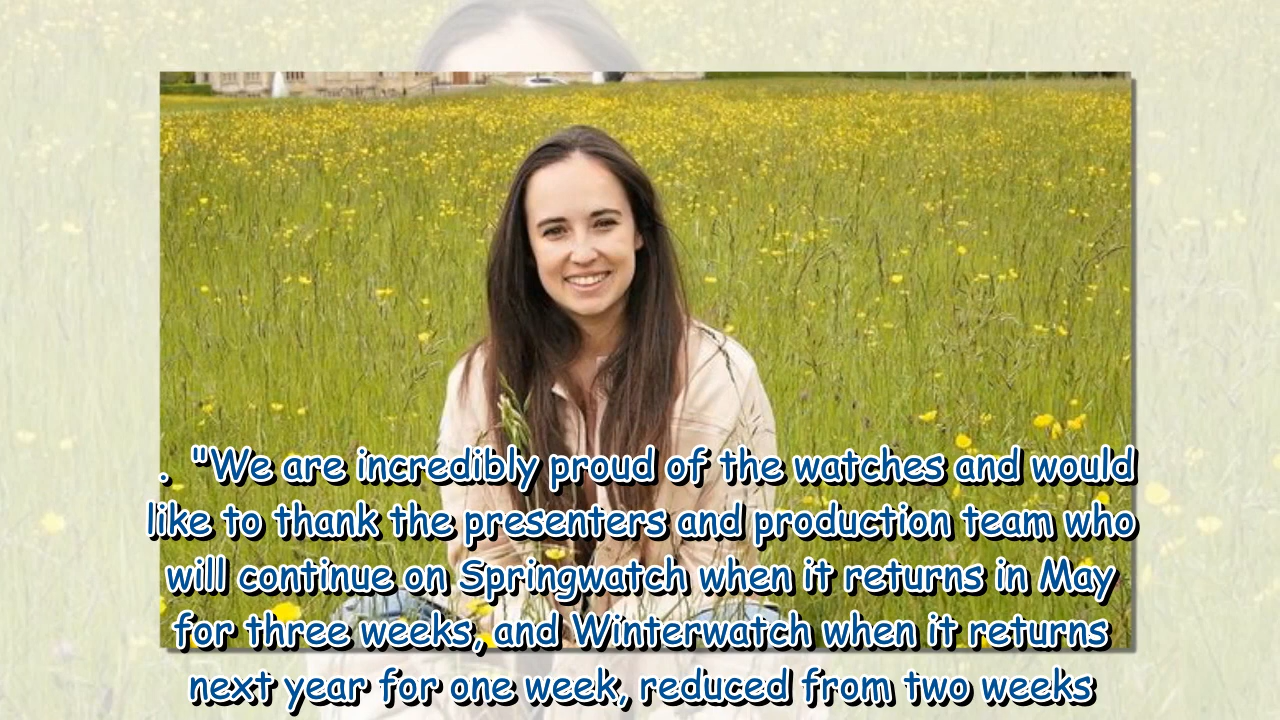 .  "We are incredibly proud of the watches and would
like to thank the presenters and production team who
will continue on Springwatch when it returns in May
for three weeks, and Winterwatch when it returns
next year for one week, reduced from two weeks